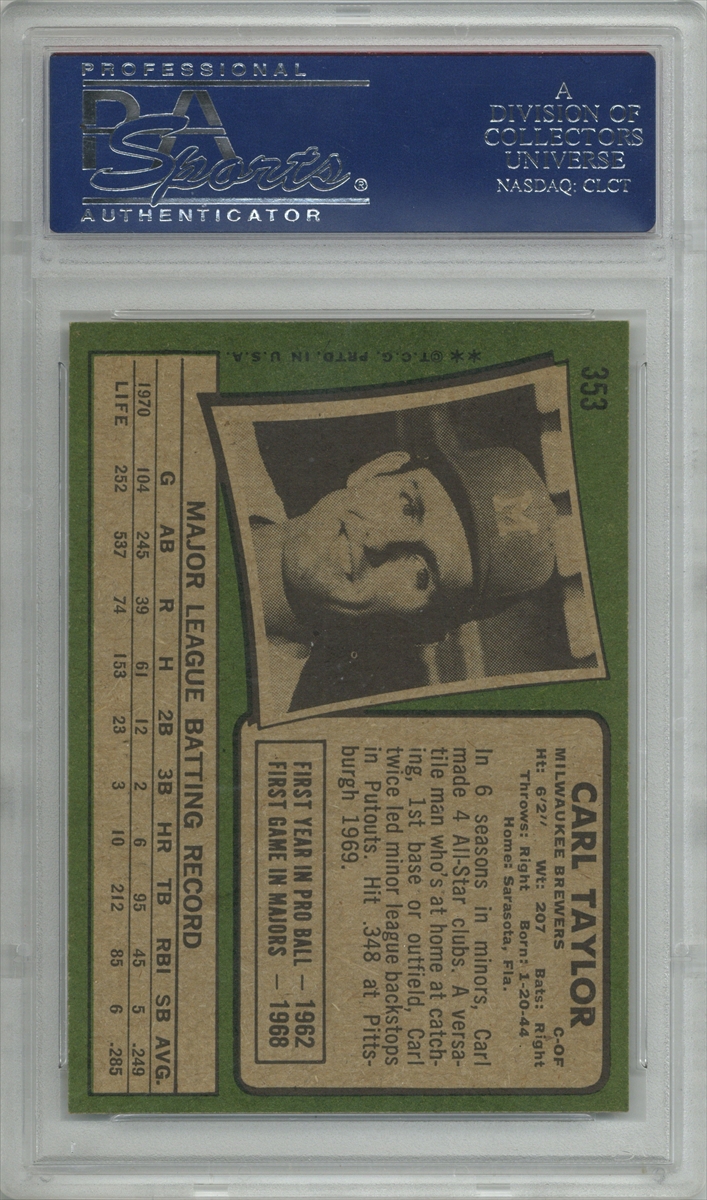 PROFESSIONAL
PSA
Sports®
AUTHENTICATOR
A
DIVISION OF
COLLECTORS
UNIVERSE
NASDAQ: CLCT
353
**©T.C.G. PRTD. IN U.S.A.
M
CARL TAYLOR
MILWAUKEE BREWERS C-OF
Ht: 6'2" Wt: 207 Bats: Right
Throws: Right Born: 1-20-44
Home: Sarasota, Fla.
In 6 seasons in minors, Carl
made 4 All-Star clubs. A versa-
tile man who's at home at catch-
ing, 1st base or outfield, Carl
twice led minor league backstops
in Putouts. Hit .348 at Pitts-
burgh 1969.
FIRST YEAR IN PRO BALL — 1962
FIRST GAME IN MAJORS — 1968
MAJOR LEAGUE BATTING RECORD
G AB R H 2B 3B HR TB RBI SB AVG.
1970 104 245 39 61 12 2 6 95 45 5 .249
LIFE 252 537 74 153 23 3 10 212 85 6 .285